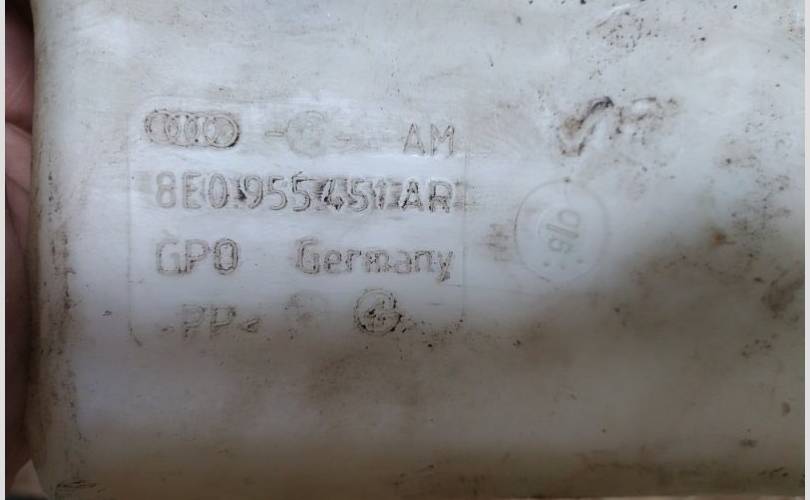 AM
8E0.955.451.AR
GPO Germany
>PP<